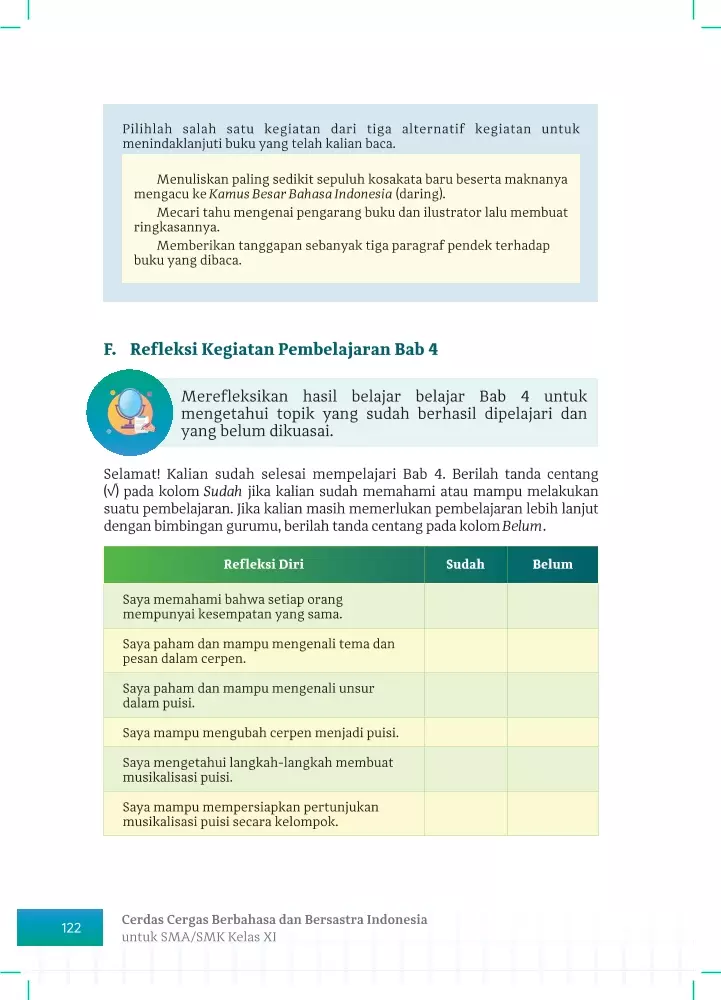 Pilihlah salah satu kegiatan dari tiga alternatif kegiatan untuk
menindaklanjuti buku yang telah kalian baca.
Menuliskan paling sedikit sepuluh kosakata baru beserta maknanya
mengacu ke Kamus Besar Bahasa Indonesia (daring).
Mecari tahu mengenai pengarang buku dan ilustrator lalu membuat
ringkasannya.
Memberikan tanggapan sebanyak tiga paragraf pendek terhadap
buku yang dibaca.
F. Refleksi Kegiatan Pembelajaran Bab 4
Merefleksikan hasil belajar belajar Bab 4 untuk
mengetahui topik yang sudah berhasil dipelajari dan
yang belum dikuasai.
Selamat! Kalian sudah selesai mempelajari Bab 4. Berilah tanda centang
(√) pada kolom Sudah jika kalian sudah memahami atau mampu melakukan
suatu pembelajaran. Jika kalian masih memerlukan pembelajaran lebih lanjut
dengan bimbingan gurumu, berilah tanda centang pada kolom Belum.
Refleksi Diri Sudah Belum
Saya memahami bahwa setiap orang
mempunyai kesempatan yang sama.
Saya paham dan mampu mengenali tema dan
pesan dalam cerpen.
Saya paham dan mampu mengenali unsur
dalam puisi.
Saya mampu mengubah cerpen menjadi puisi.
Saya mengetahui langkah-langkah membuat
musikalisasi puisi.
Saya mampu mempersiapkan pertunjukan
musikalisasi puisi secara kelompok.
122
Cerdas Cergas Berbahasa dan Bersastra Indonesia
untuk SMA/SMK Kelas XI